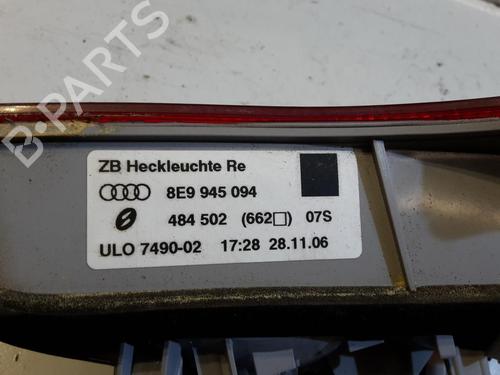 B-PARTS
ZB Heckleuchte Re
8E9 945 094
484 502 (662□) 07S
ULO 7490-02 17:28 28.11.06